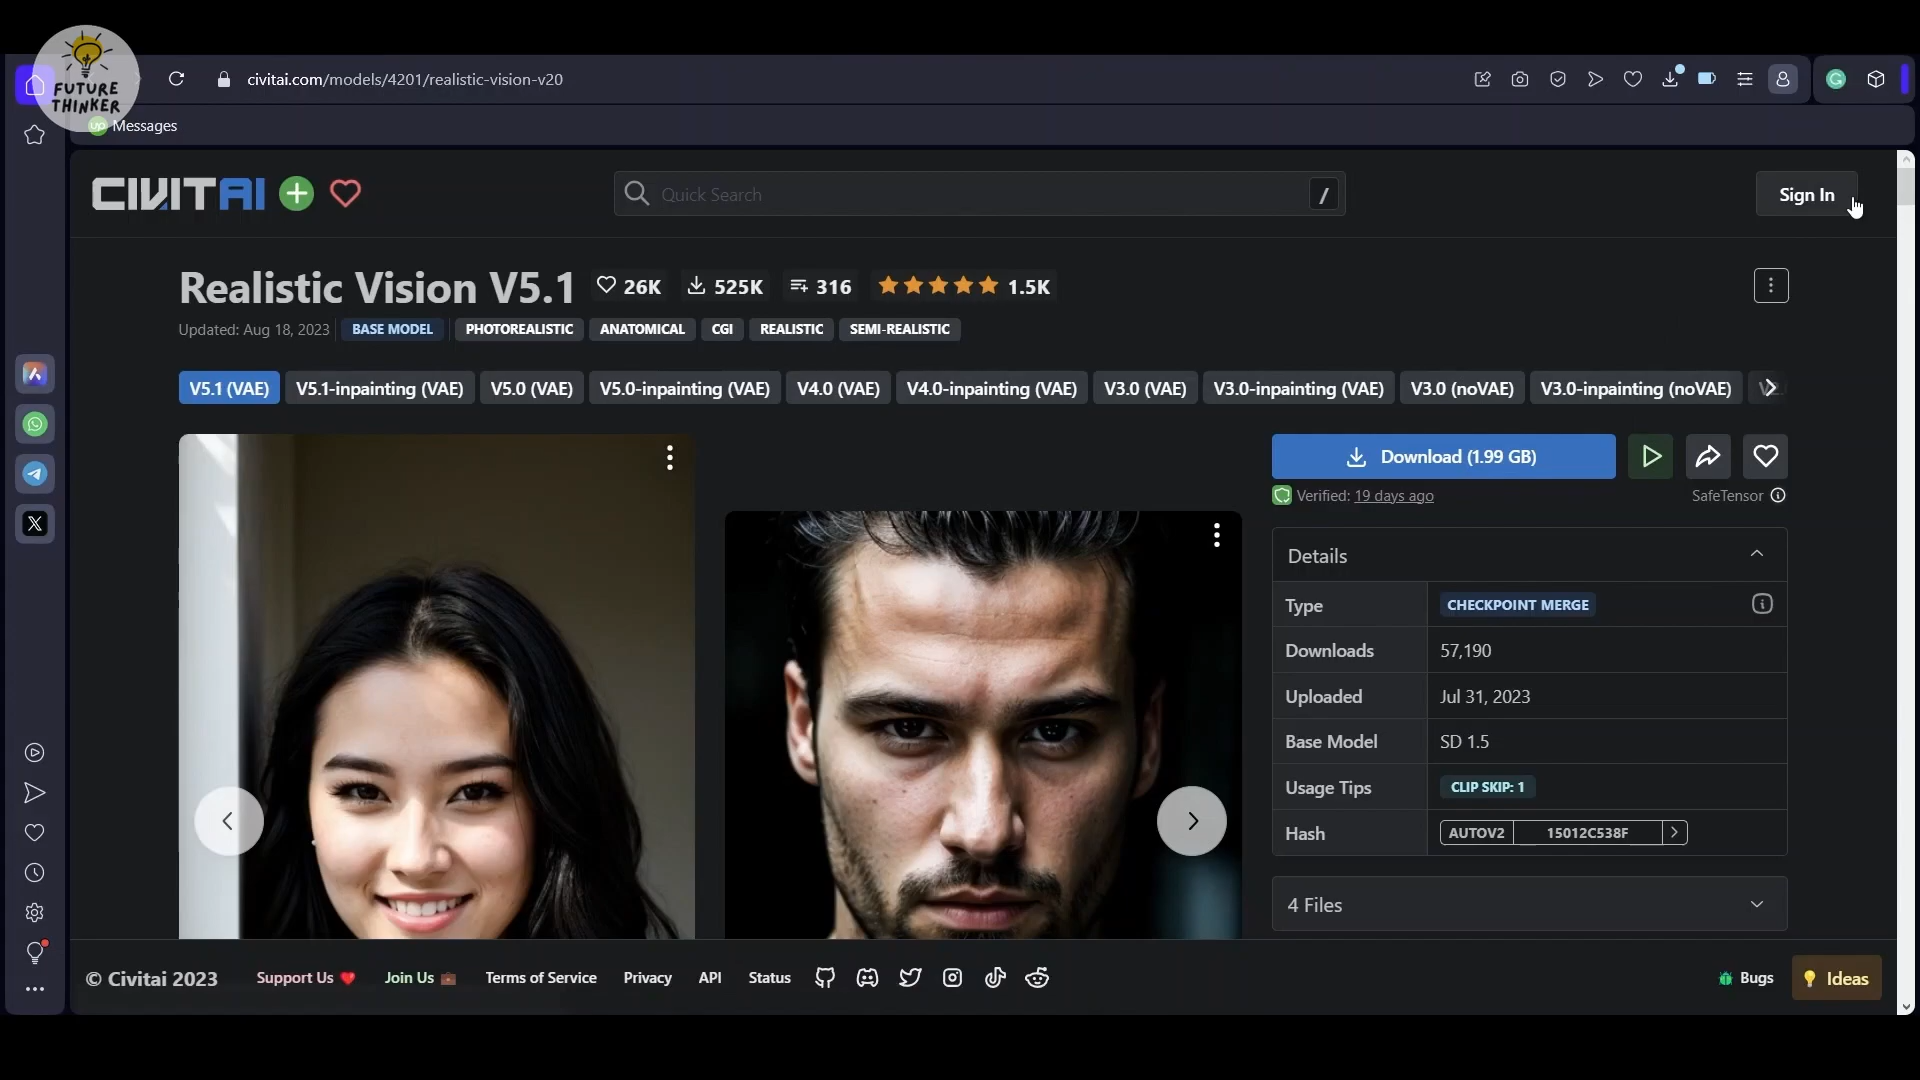 FUTURE
THINKER
civitai.com/models/4201/realistic-vision-v20
up Messages
CIVITAI
Quick Search
/
Sign In
Realistic Vision V5.1
26K
525K
316
1.5K
Updated: Aug 18, 2023
BASE MODEL
PHOTOREALISTIC
ANATOMICAL
CGI
REALISTIC
SEMI-REALISTIC
V5.1 (VAE)
V5.1-inpainting (VAE)
V5.0 (VAE)
V5.0-inpainting (VAE)
V4.0 (VAE)
V4.0-inpainting (VAE)
V3.0 (VAE)
V3.0-inpainting (VAE)
V3.0 (noVAE)
V3.0-inpainting (noVAE)
Download (1.99 GB)
Verified: 19 days ago
SafeTensor
Details
Type
CHECKPOINT MERGE
Downloads
57,190
Uploaded
Jul 31, 2023
Base Model
SD 1.5
Usage Tips
CLIP SKIP: 1
Hash
AUTOV2
15012C538F
4 Files
© Civitai 2023
Support Us
Join Us
Terms of Service
Privacy
API
Status
Bugs
Ideas